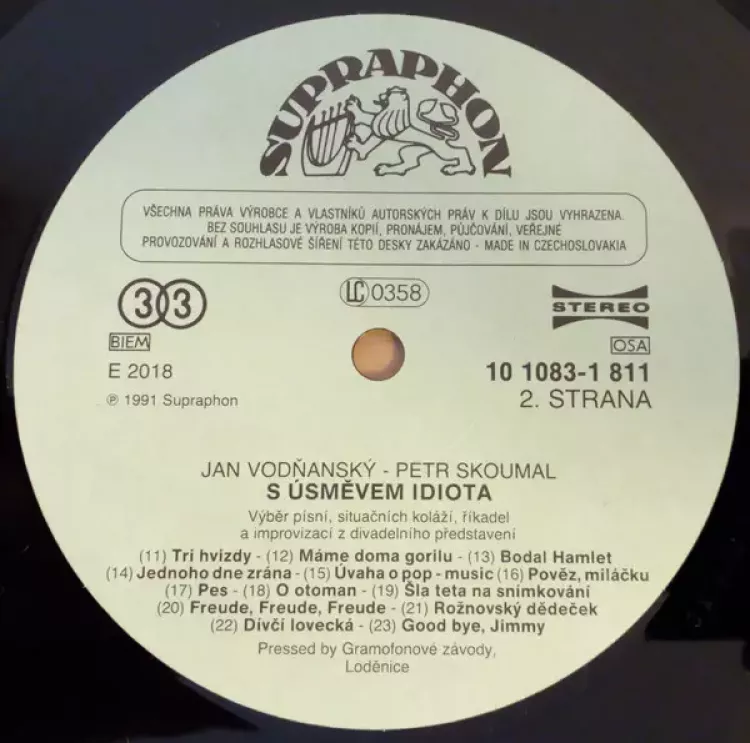 SUPRAPHON
VŠECHNA PRÁVA VÝROBCE A VLASTNÍKŮ AUTORSKÝCH PRÁV K DÍLU JSOU VYHRAZENA.
BEZ SOUHLASU JE VÝROBA KOPIÍ, PRONÁJEM, PŮJČOVÁNÍ, VEŘEJNÉ
PROVOZOVÁNÍ A ROZHLASOVÉ ŠÍŘENÍ TÉTO DESKY ZAKÁZÁNO - MADE IN CZECHOSLOVAKIA
33
LC 0358
STEREO
BIEM
OSA
E 2018
10 1083-1 811
℗ 1991 Supraphon
2. STRANA
JAN VODŇANSKÝ - PETR SKOUMAL
S ÚSMĚVEM IDIOTA
Výběr písní, situačních koláží, říkadel
a improvizací z divadelního představení
(11) Tri hvizdy - (12) Máme doma gorilu - (13) Bodal Hamlet
(14) Jednoho dne zrána - (15) Úvaha o pop - music (16) Pověz, miláčku
(17) Pes - (18) O otoman - (19) Šla teta na snimkování
(20) Freude, Freude, Freude - (21) Rožnovský dědeček
(22) Dívčí lovecká - (23) Good bye, Jimmy
Pressed by Gramofonové závody,
Loděnice